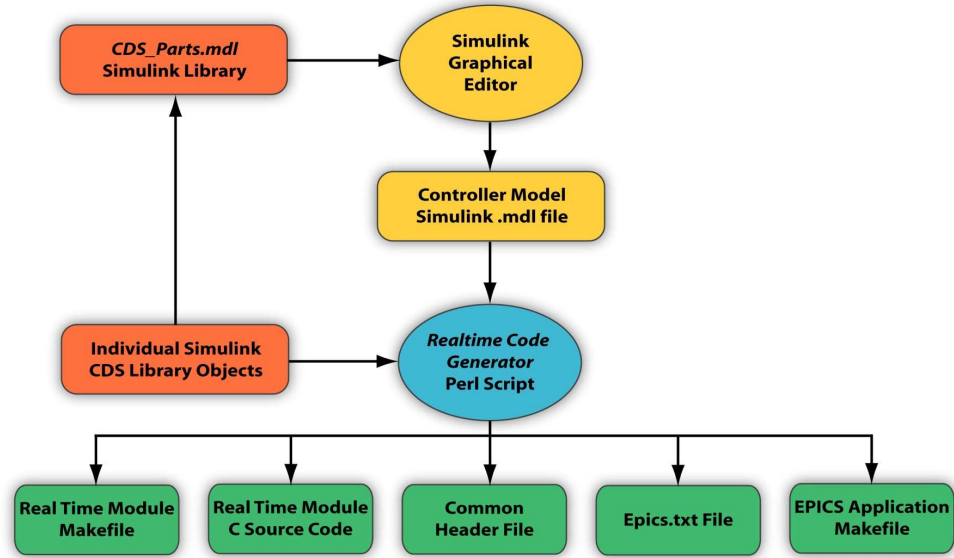 CDS_Parts.mdl
Simulink Library
Simulink
Graphical
Editor
Controller Model
Simulink .mdl file
Individual Simulink
CDS Library Objects
Realtime Code
Generator
Perl Script
Real Time Module
Makefile
Real Time Module
C Source Code
Common
Header File
Epics.txt File
EPICS Application
Makefile